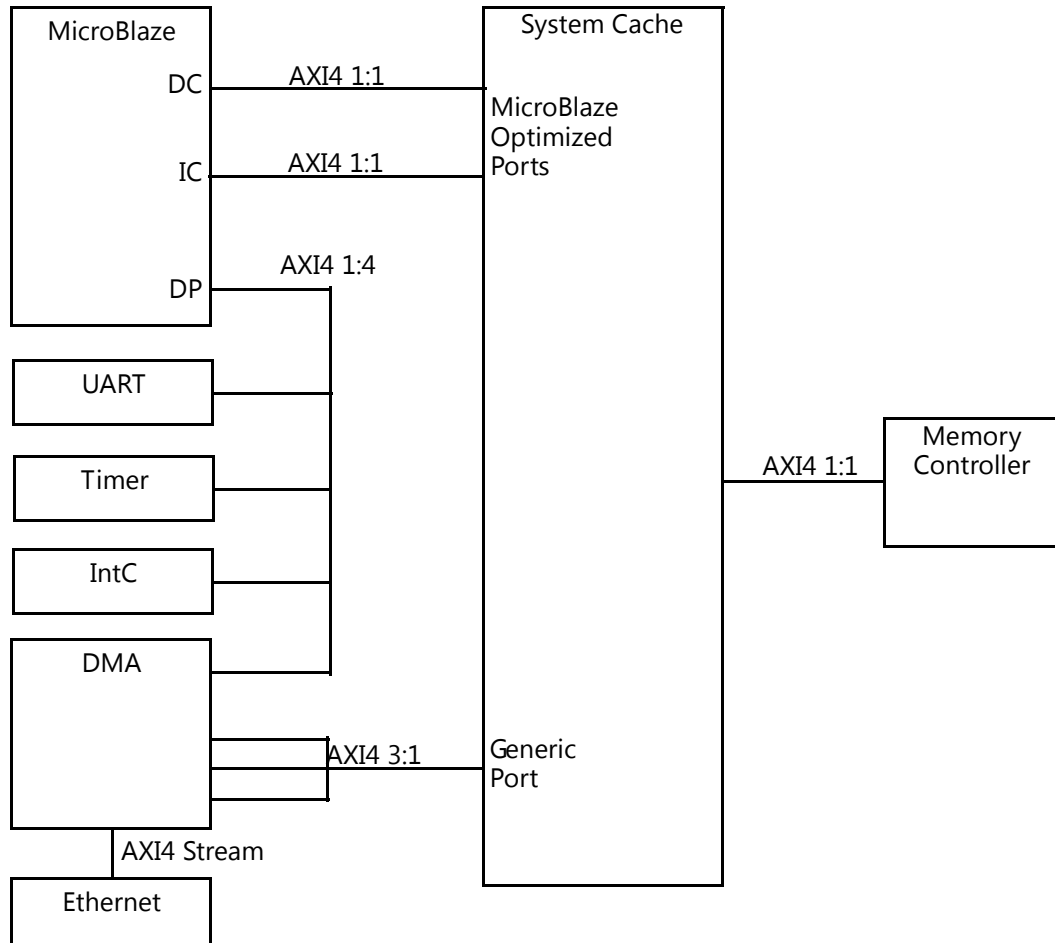 MicroBlaze
System Cache
DC
AXI4 1:1
MicroBlaze
Optimized
Ports
IC
AXI4 1:1
AXI4 1:4
DP
UART
Memory
Controller
AXI4 1:1
Timer
IntC
DMA
AXI4 3:1
Generic
Port
AXI4 Stream
Ethernet